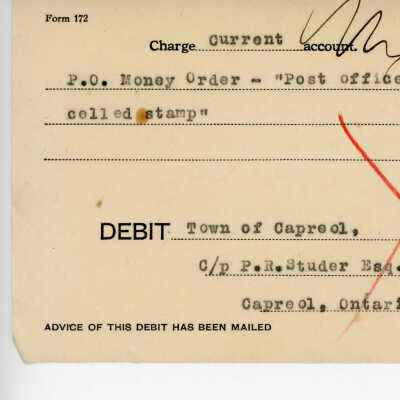 Form 172
Charge Current account.
P.O. Money Order - "Post office
celled stamp"
DEBIT Town of Capreol,
C/p P.R.Studer Esq.
Capreol, Ontari
ADVICE OF THIS DEBIT HAS BEEN MAILED